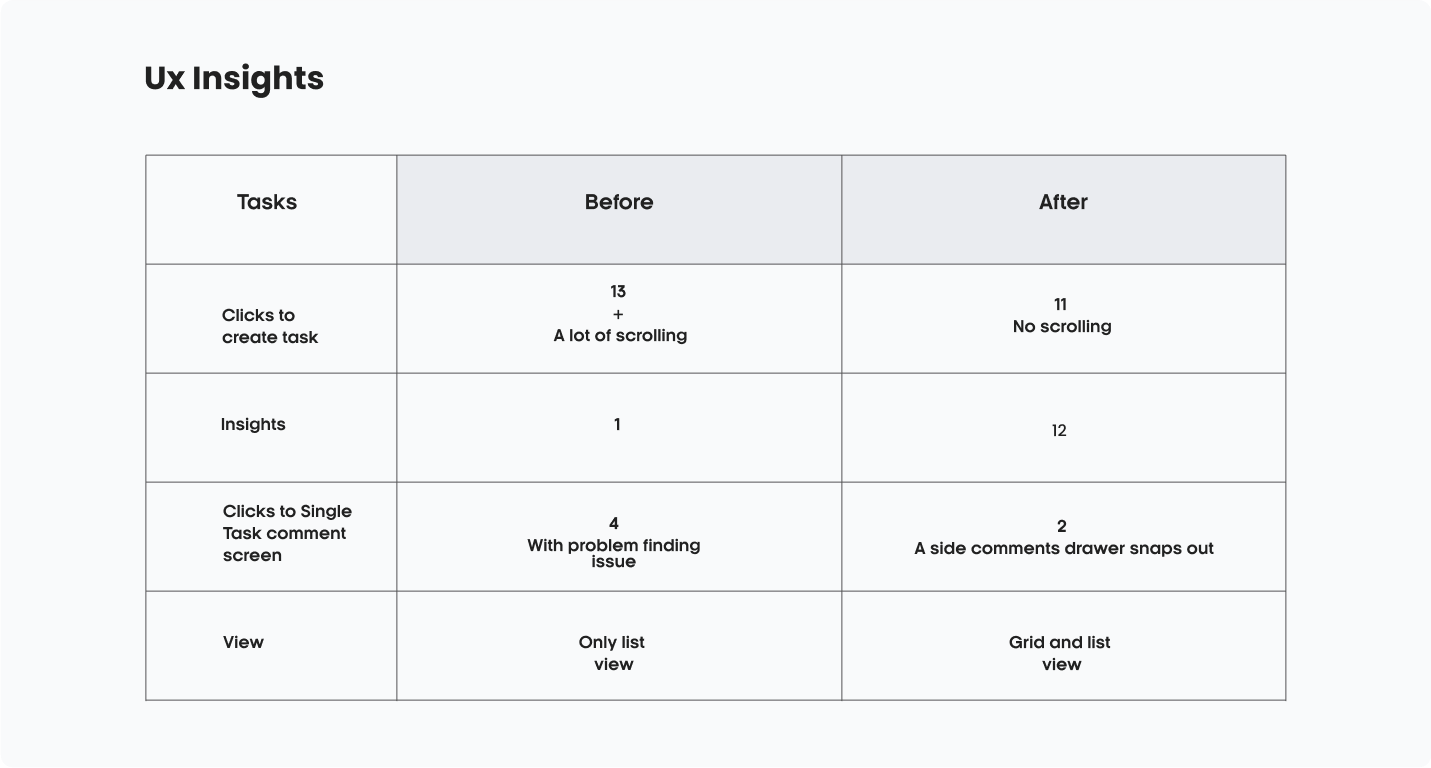 Ux Insights
Tasks
Before
After
Clicks to
create task
13
+
A lot of scrolling
11
No scrolling
Insights
1
12
Clicks to Single
Task comment
screen
4
With problem finding
issue
2
A side comments drawer snaps out
View
Only list
view
Grid and list
view